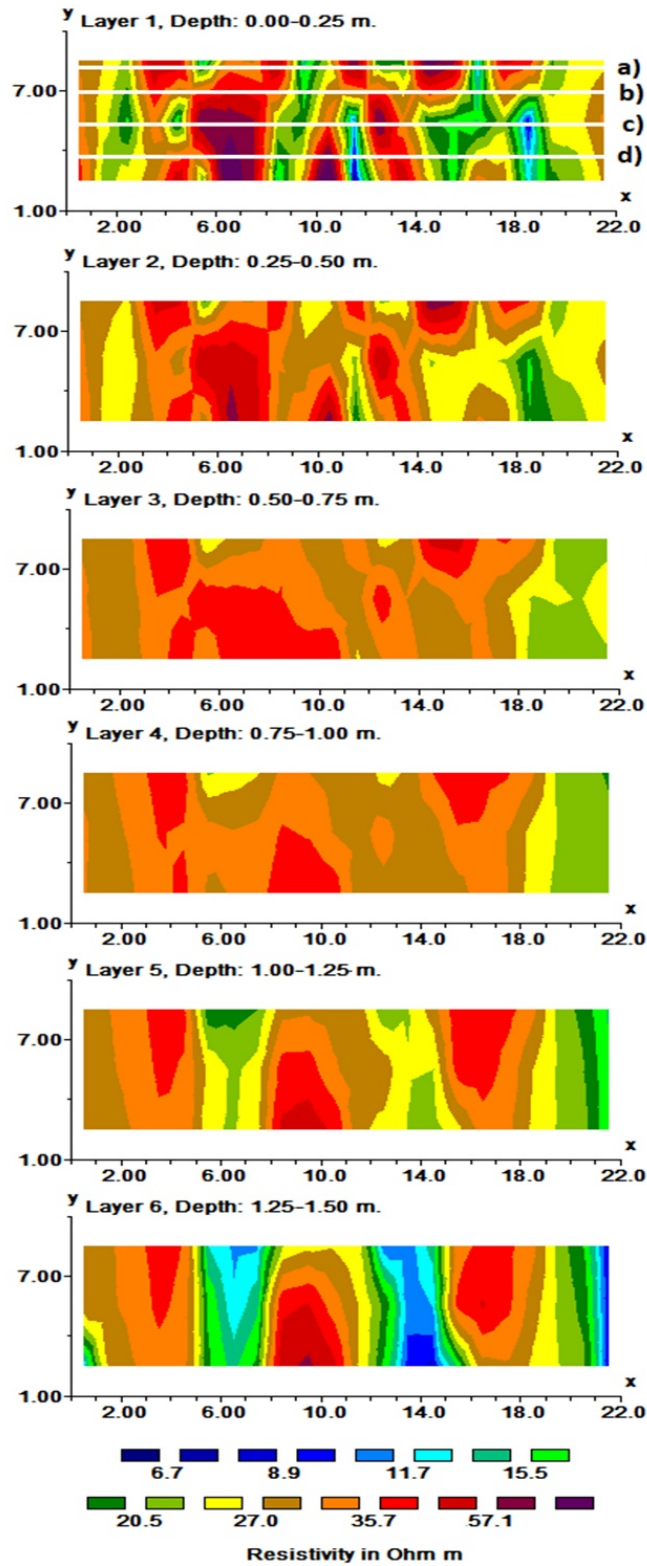 y Layer 1, Depth: 0.00-0.25 m.
a)
7.00
b)
c)
d)
1.00
x
2.00 6.00 10.0 14.0 18.0 22.0
y Layer 2, Depth: 0.25-0.50 m.
7.00
1.00
x
2.00 6.00 10.0 14.0 18.0 22.0
y Layer 3, Depth: 0.50-0.75 m.
7.00
1.00
x
2.00 6.00 10.0 14.0 18.0 22.0
y Layer 4, Depth: 0.75-1.00 m.
7.00
1.00
x
2.00 6.00 10.0 14.0 18.0 22.0
y Layer 5, Depth: 1.00-1.25 m.
7.00
1.00
x
2.00 6.00 10.0 14.0 18.0 22.0
y Layer 6, Depth: 1.25-1.50 m.
7.00
1.00
x
2.00 6.00 10.0 14.0 18.0 22.0
6.7 8.9 11.7 15.5
20.5 27.0 35.7 57.1
Resistivity in Ohm m